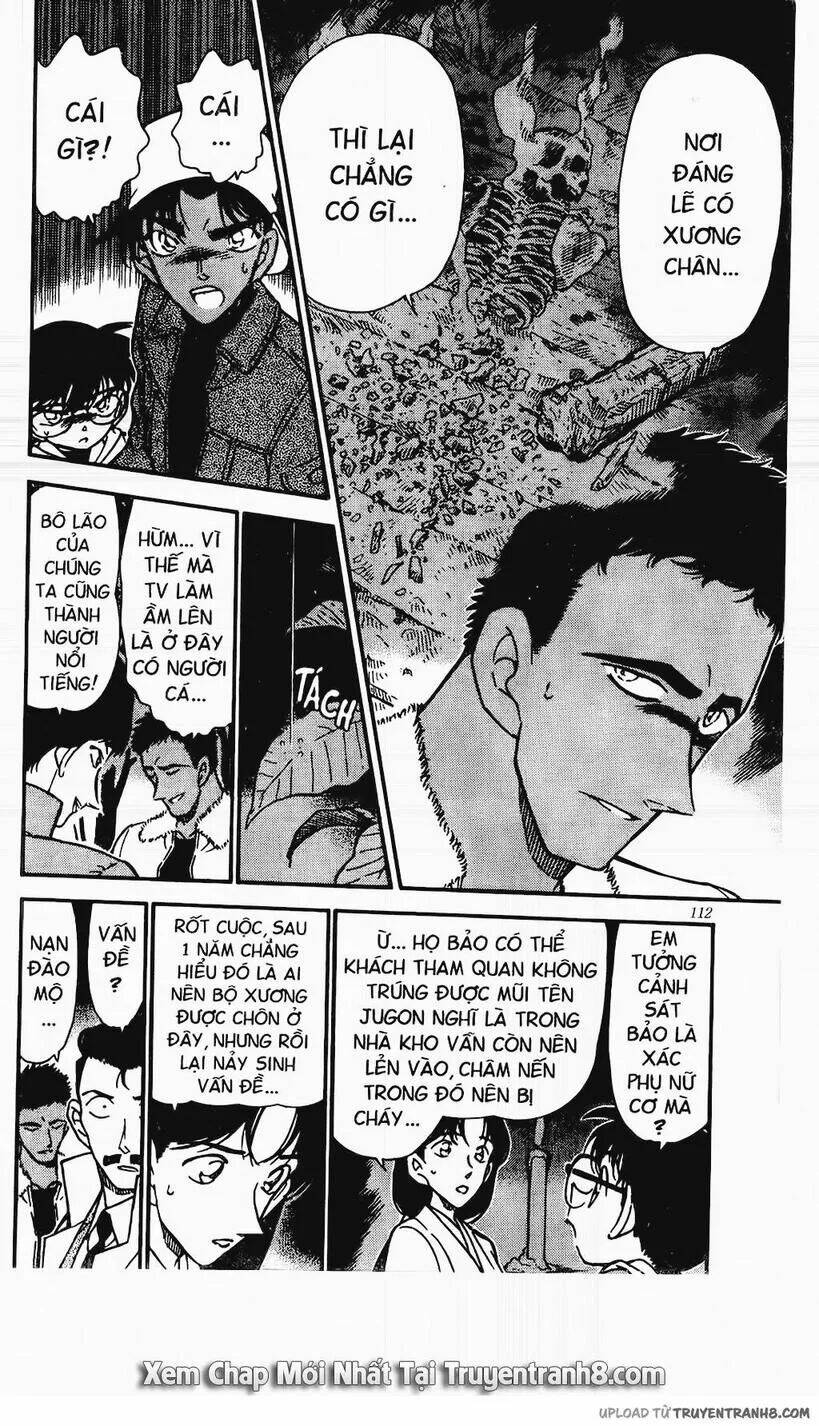 NƠI
ĐÁNG
LẼ CÓ
XƯƠNG
CHÂN...
THÌ LẠI
CHẲNG
CÓ GÌ...
CÁI
...
CÁI
GÌ?!
TÁCH
HỪM... VÌ
THẾ MÀ
TV LÀM
ẦM LÊN
LÀ Ở ĐÂY
CÓ NGƯỜI
CÁ...
BÔ LÃO
CỦA
CHÚNG
TA CŨNG
THÀNH
NGƯỜI
NỔI
TIẾNG!
112
EM
TƯỞNG
CẢNH
SÁT
BẢO LÀ
XÁC
PHỤ NỮ
CƠ MÀ
?
Ừ... HỌ BẢO CÓ THỂ
KHÁCH THAM QUAN KHÔNG
TRÚNG ĐƯỢC MŨI TÊN
JUGON NGHĨ LÀ TRONG
NHÀ KHO VẪN CÒN NÊN
LẺN VÀO, CHÂM NẾN
TRONG ĐÓ NÊN BỊ
CHÁY...
RỐT CUỘC, SAU
1 NĂM CHẲNG
HIỂU ĐÓ LÀ AI
NÊN BỘ XƯƠNG
ĐƯỢC CHÔN Ở
ĐÂY, NHƯNG RỒI
LẠI NẢY SINH
VẤN ĐỀ...
VẤN
ĐỀ
?
NẠN
ĐÀO
MỘ
...
Xem Chap Mới Nhất Tại Truyentranh8.com
UPLOAD TỪ TRUYENTRANH8.COM